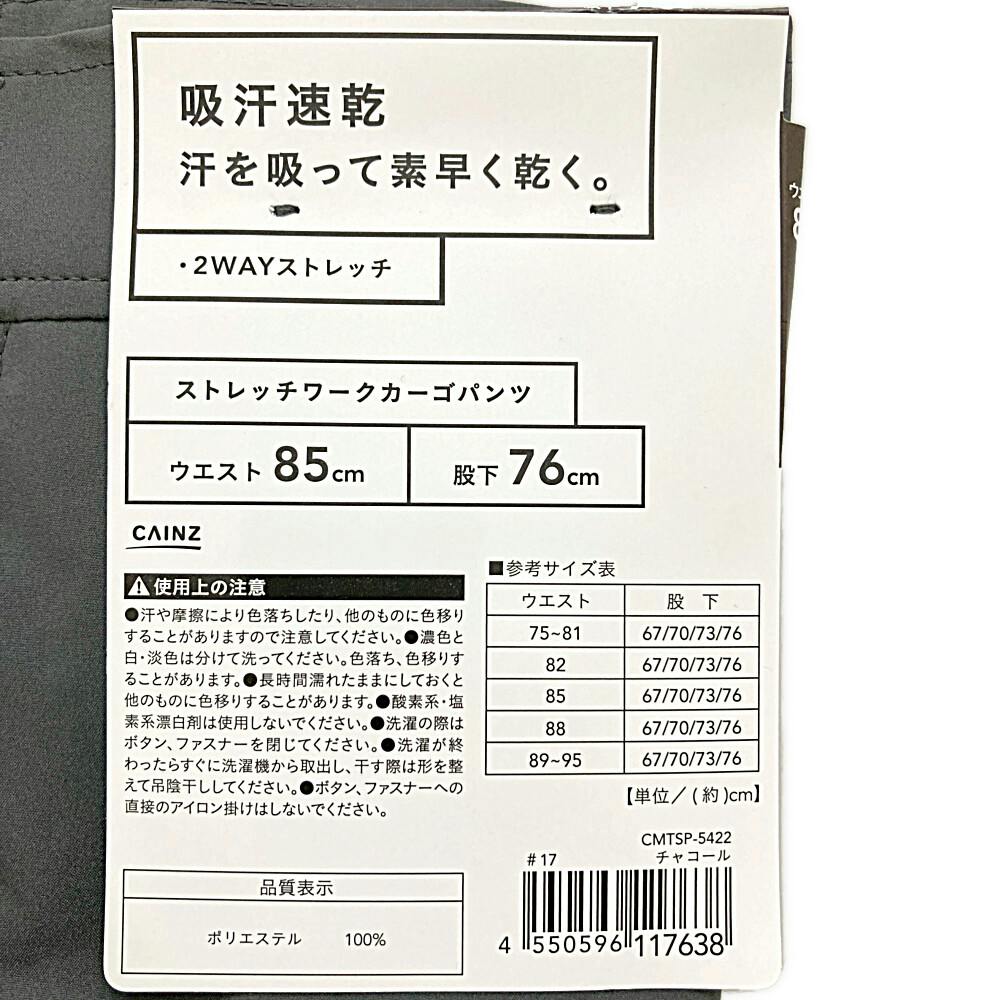 吸汗速乾
汗を吸って素早く乾く。
・2WAYストレッチ
ストレッチワークカーゴパンツ
ウエスト 85cm
股下 76cm
CAINZ
使用上の注意
●汗や摩擦により色落ちしたり、他のものに色移り
することがありますので注意してください。●濃色と
白・淡色は分けて洗ってください。色落ち、色移りす
ることがあります。●長時間濡れたままにしておくと
他のものに色移りすることがあります。●酸素系・塩
素系漂白剤は使用しないでください。●洗濯の際は
ボタン、ファスナーを閉じてください。●洗濯が終
わったらすぐに洗濯機から取出し、干す際は形を整
えて吊陰干ししてください。●ボタン、ファスナーへの
直接のアイロン掛けはしないでください。
品質表示
ポリエステル 100%
■参考サイズ表
ウエスト 股 下
75~81 67/70/73/76
82 67/70/73/76
85 67/70/73/76
88 67/70/73/76
89~95 67/70/73/76
【単位／(約)cm】
CMTSP-5422
#17 チャコール
4 550596 117638